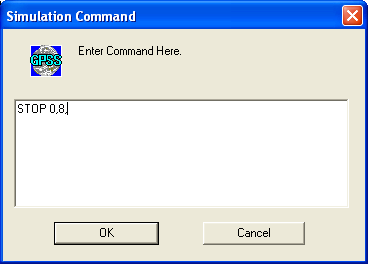 Simulation Command
GPSS
Enter Command Here.
STOP 0,8,
OK
Cancel